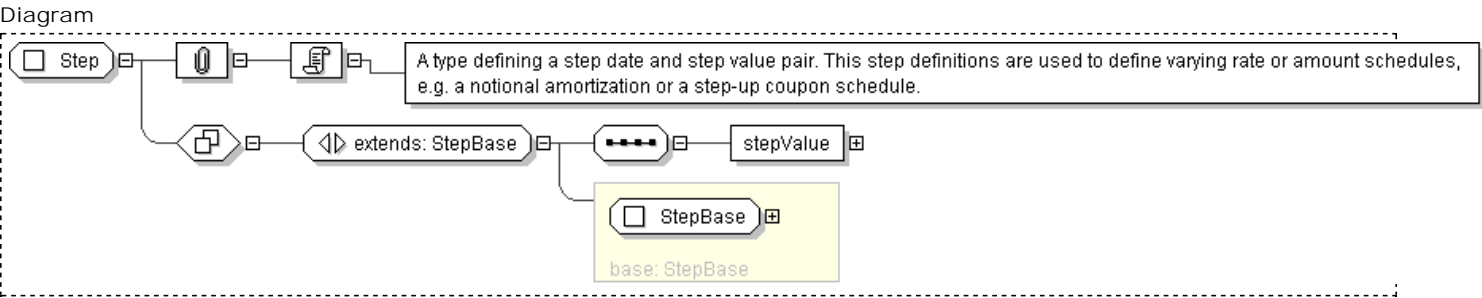 Diagram
Step
A type defining a step date and step value pair. This step definitions are used to define varying rate or amount schedules,
e.g. a notional amortization or a step-up coupon schedule.
extends: StepBase
stepValue
StepBase
base: StepBase